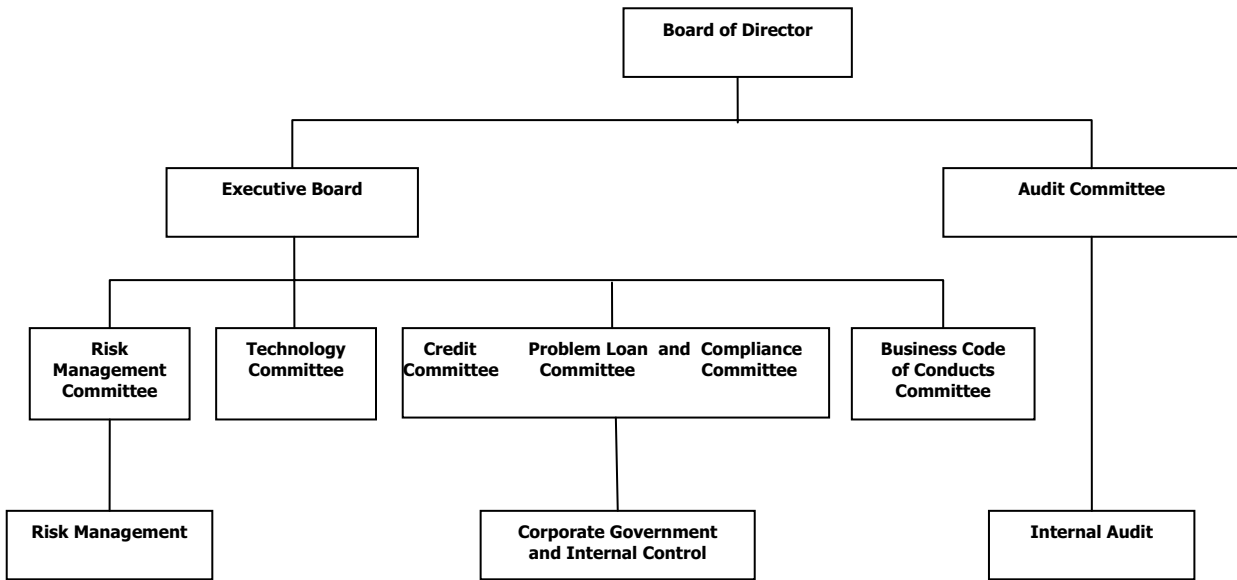 Board of Director
Executive Board
Audit Committee
Risk
Management
Committee
Technology
Committee
Credit Problem Loan and Compliance
Committee Committee Committee
Business Code
of Conducts
Committee
Risk Management
Corporate Government
and Internal Control
Internal Audit